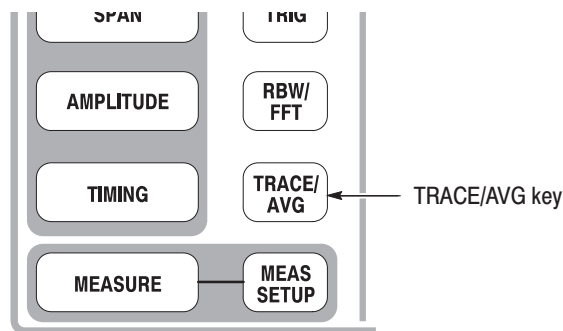 SPAN
TRIG
AMPLITUDE
RBW/
FFT
TIMING
TRACE/
AVG
TRACE/AVG key
MEASURE
MEAS
SETUP